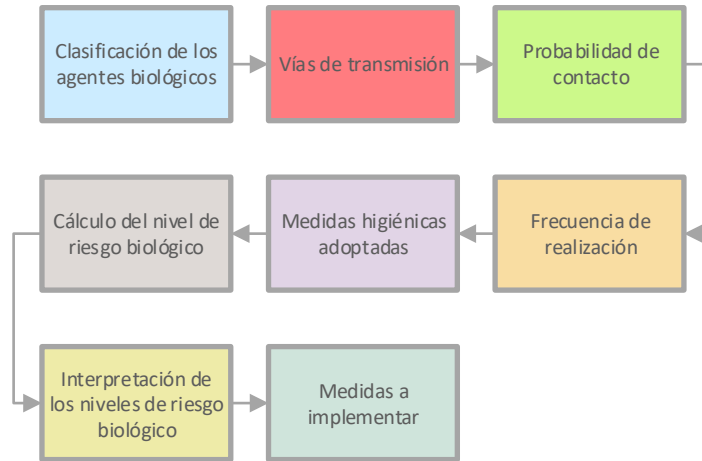 Clasificación de los
agentes biológicos
Vías de transmisión
Probabilidad de
contacto
Frecuencia de
realización
Medidas higiénicas
adoptadas
Cálculo del nivel de
riesgo biológico
Interpretación de
los niveles de riesgo
biológico
Medidas a
implementar